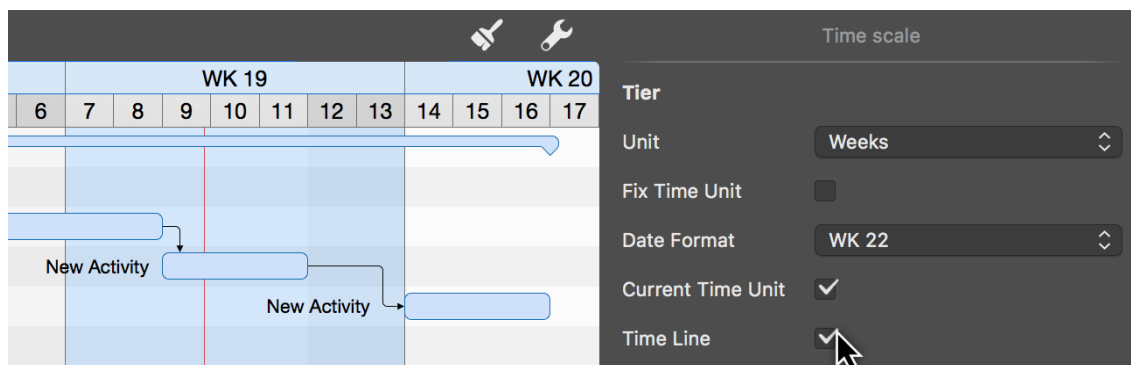 Time scale
WK 19 WK 20
6 7 8 9 10 11 12 13 14 15 16 17
Tier
Unit Weeks
Fix Time Unit
Date Format WK 22
New Activity
Current Time Unit
New Activity
Time Line